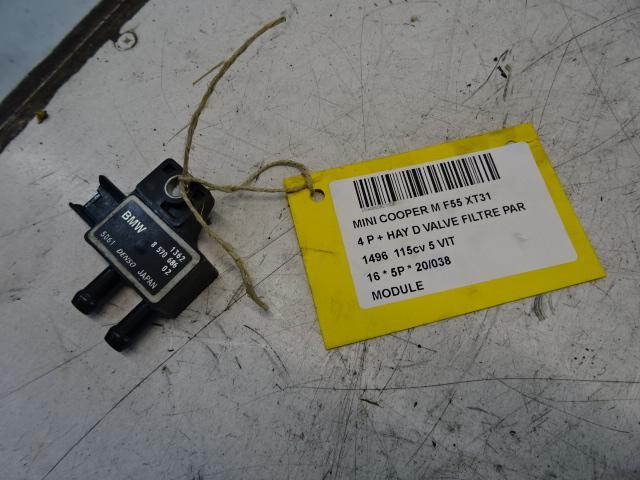 BMW
1362
8 570 686
02
5061 DENSO JAPAN
MINI COOPER M F55 XT31
4 P + HAY D VALVE FILTRE PAR
1496 115cv 5 VIT
16 * 5P * 20/038
MODULE